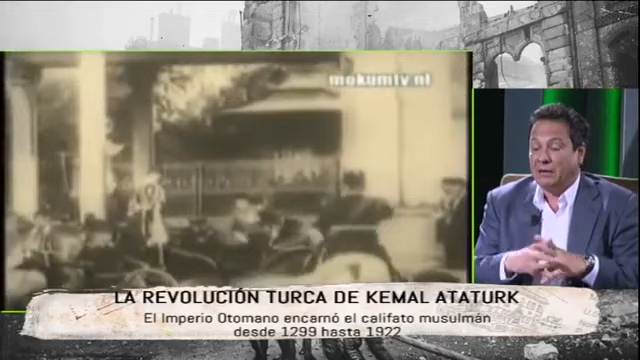 mokumtv.nl
LA REVOLUCIÓN TURCA DE KEMAL ATATURK
El Imperio Otomano encarnó el califato musulmán
desde 1299 hasta 1922